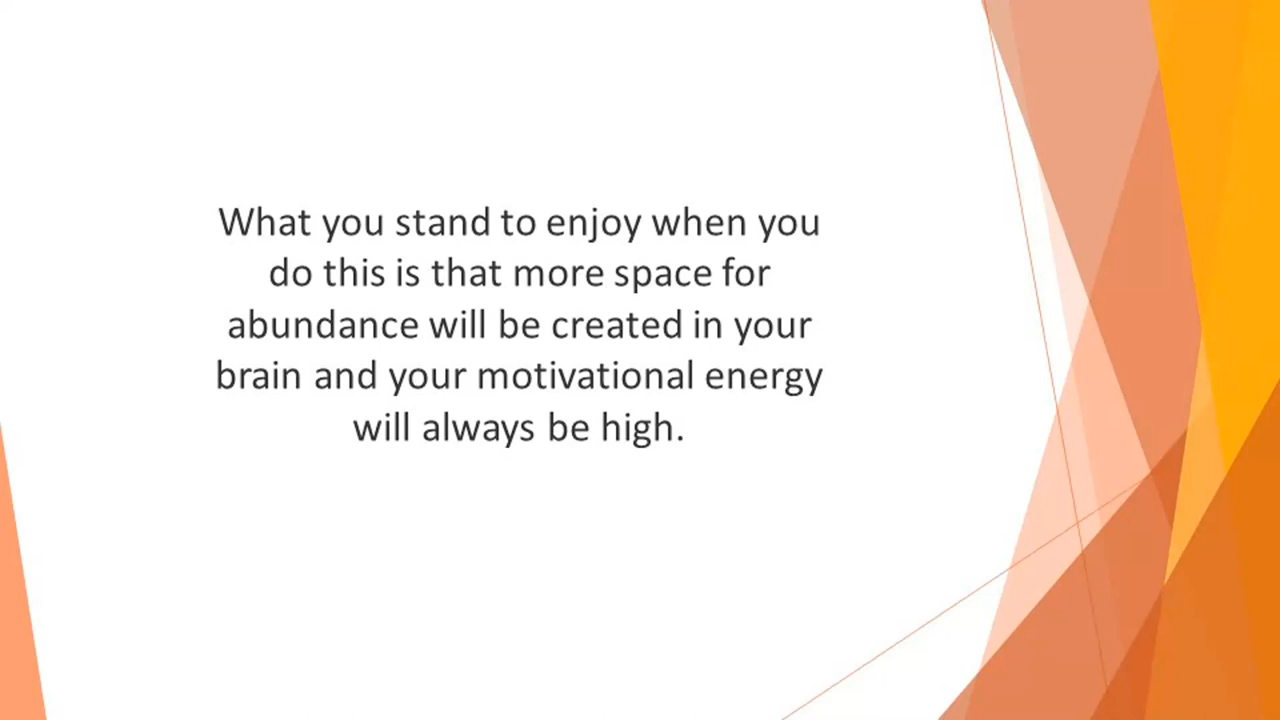 What you stand to enjoy when you
do this is that more space for
abundance will be created in your
brain and your motivational energy
will always be high.